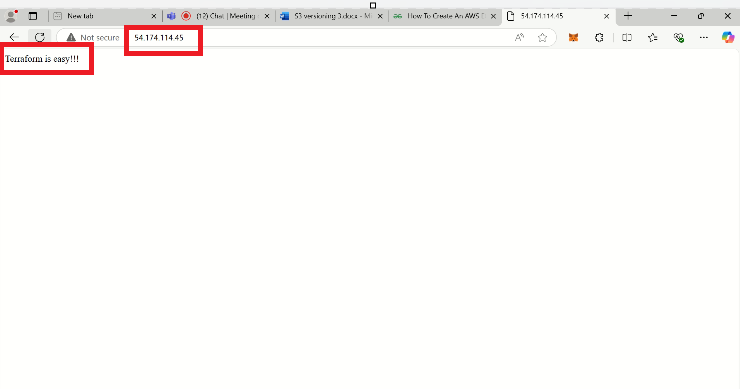 New tab
(12) Chat | Meeting
S3 versioning 3.docx - M
How To Create An AWS
54.174.114.45
Not secure
54.174.114.45
Terraform is easy!!!